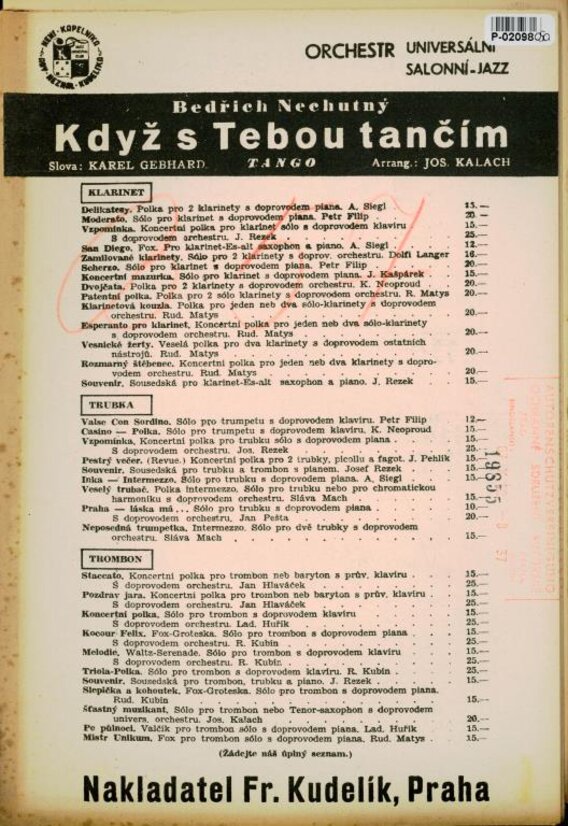 P-02098
ORCHESTR UNIVERSÁLNÍ
SALONNÍ-JAZZ
Bedřich Nechutný
Když s Tebou tančím
Slova: KAREL GEBHARD TANGO Arrang.: JOS. KALACH
KLARINET
Delikatesy, Polka pro 2 klarinety s doprovodem piana. A. Siegl 15.—
Moderato, Sólo pro klarinet s doprovodem piana. Petr Filip 20.—
Vzpomínka, Koncertní polka pro klarinet sólo s doprovodem klavíru 15.—
S doprovodem orchestru. J. Rezek 25.—
San Diego, Fox. Pro klarinet-Es-alt saxophon a piano. A. Siegl 12.—
Zamilované klarinety, Sólo pro 2 klarinety s doprov. orchestru. Dolfi Langer 16.—
Scherzo, Sólo pro klarinet s doprovodem piana. Petr Filip 20.—
Koncertní mazurka, Sólo pro klarinet s doprovodem piana. J. Kašpárek 15.—
Dvojčata, Polka pro 2 klarinety s doprovodem orchestru. K. Neoproud 20.—
Patentní polka, Polka pro 2 sólo klarinety s doprovodem orchestru. R. Matys 20.—
Klarinetová kouzla, Polka pro jeden neb dva sólo-klarinety s doprovodem
orchestru. Rud. Matys 20.—
Esperanto pro klarinet, Koncertní polka pro jeden neb dva sólo-klarinety
s doprovodem orchestru. Rud. Matys 20.—
Vesnické žerty, Veselá polka pro dva klarinety s doprovodem ostatních
nástrojů. Rud. Matys 20.—
Rozmarný štěbenec, Koncertní polka pro jeden neb dva klarinety s dopro-
vodem orchestru. Rud. Matys 20.—
Souvenir, Sousedská pro klarinet-Es-alt saxophon a piano. J. Rezek 15.—
TRUBKA
Valse Con Sordino, Sólo pro trumpetu s doprovodem klavíru. Petr Filip 12.—
Casino — Polka, Sólo pro trumpetu s doprovodem klavíru. K. Neoproud 15.—
Vzpomínka, Koncertní polka pro trubku sólo s doprovodem piana 15.—
S doprovodem orchestru. Jos. Rezek 25.—
Pestrý večer, (Revue.) Koncertní polka pro 2 trubky, picollu a fagot. J. Pehlík 15.—
Souvenir, Sousedská pro trubku a trombon s pianem. Josef Rezek 15.—
Inka — Intermezzo, Sólo pro trubku s doprovodem piana. A. Siegl 15.—
Veselý trubač, Polka intermezzo, Sólo pro trubku nebo pro chromatickou
harmoniku s doprovodem orchestru. Sláva Mach 15.—
Praha — láska má... Sólo pro trubku s doprovodem piana 10.—
S doprovodem orchestru, Jan Pešta 20.—
Neposedná trumpetka, Intermezzo, Sólo pro dvě trubky s doprovodem
orchestru. Sláva Mach 15.—
TROMBON
Staccato, Koncertní polka pro trombon neb baryton s prův. klavíru 15.—
S doprovodem orchestru. Jan Hlaváček 25.—
Pozdrav jara, Koncertní polka pro trombon neb baryton s prův. klavíru 15.—
S doprovodem orchestru. Jan Hlaváček 25.—
Koncertní polka, Sólo pro trombon s doprovodem klavíru 15.—
S doprovodem orchestru. Lad. Huřík 25.—
Kocour Felix, Fox-Groteska. Sólo pro trombon s doprovodem piana 15.—
S doprovodem orchestru. R. Kubín 25.—
Melodie, Waltz-Serenade, Sólo pro trombon s doprovodem klavíru 15.—
S doprovodem orchestru. R. Kubín 25.—
Triola-Polka, Sólo pro trombon s doprovodem klavíru. R. Kubín 25.—
Souvenir, Sousedská pro trombon, trubku a piano. J. Rezek 15.—
Slepička a kohoutek, Fox-Groteska. Sólo pro trombon s doprovodem piana.
Rud. Kubín 15.—
Šťastný muzikant, Sólo pro trombon nebo Tenor-saxophon s doprovodem
univers. orchestru. Jos. Kalach 20.—
Po půlnoci, Valčík pro trombon sólo s doprovodem piana. Lad. Huřík 15.—
Mistr Unikum, Fox pro trombon sólo s doprovodem piana. Rud. Matys 15.—
(Žádejte náš úplný seznam.)
Nakladatel Fr. Kudelík, Praha